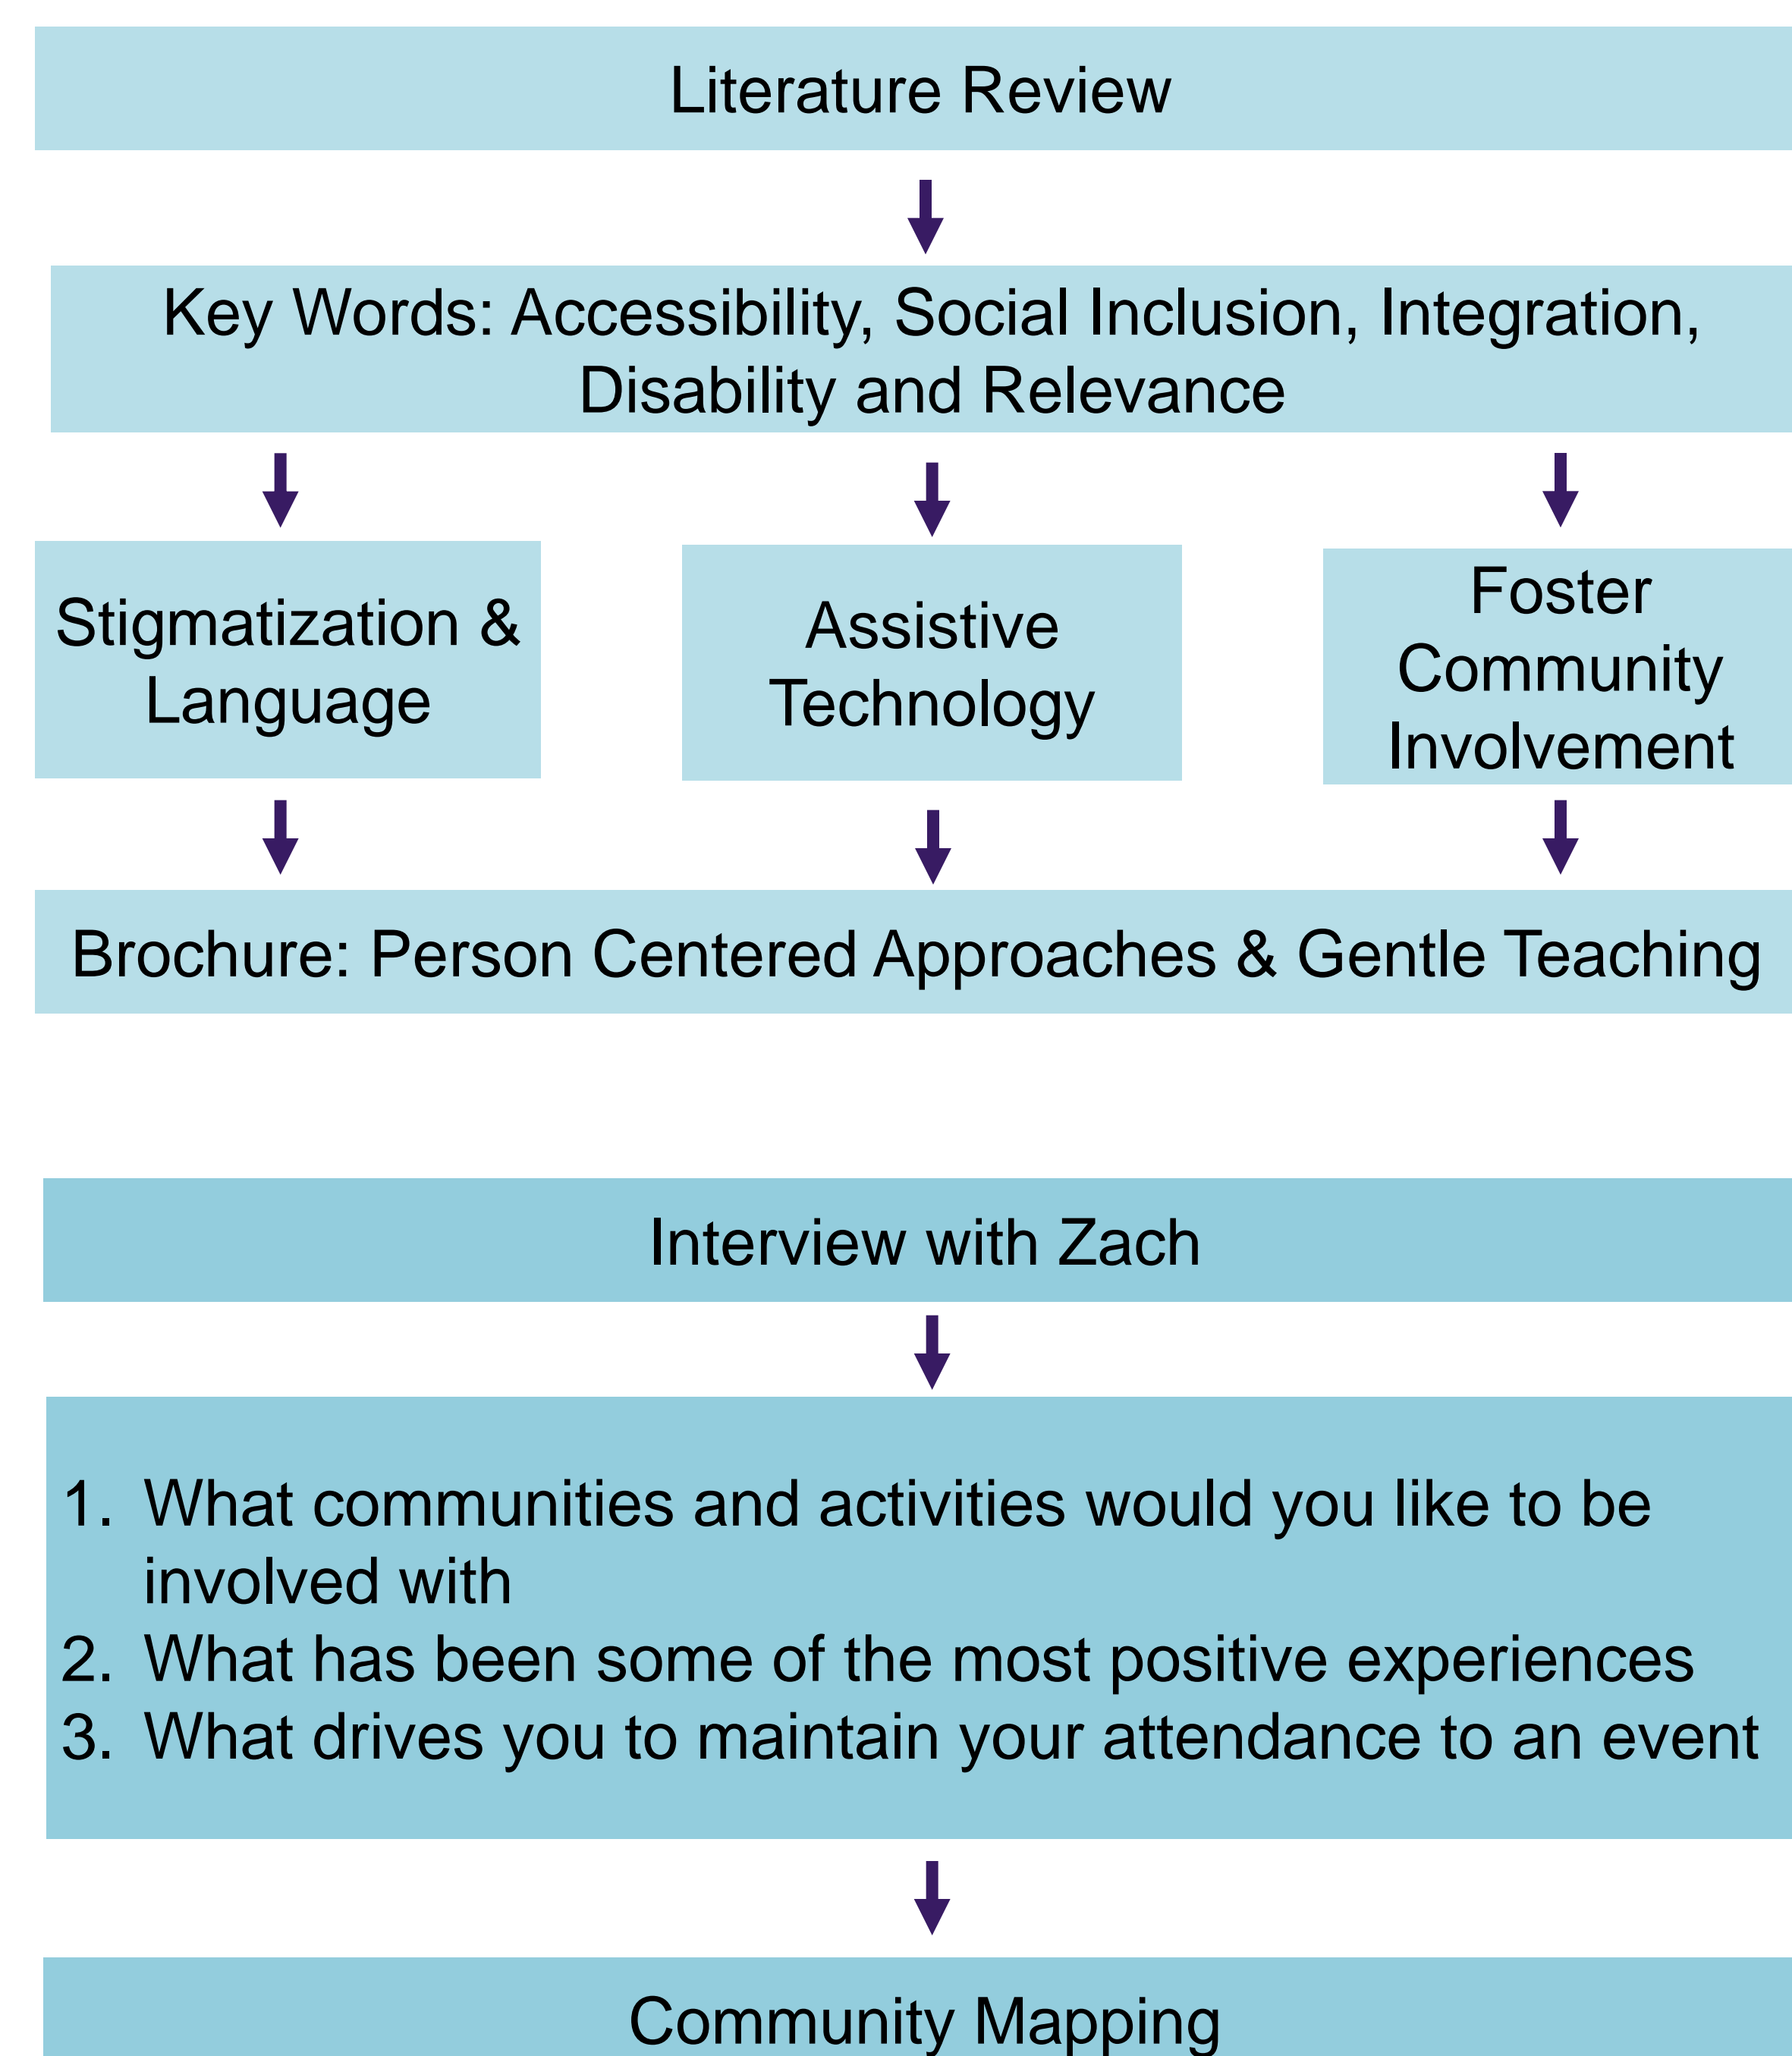 Literature Review
Key Words: Accessibility, Social Inclusion, Integration,
Disability and Relevance
Stigmatization &
Language
Assistive
Technology
Foster
Community
Involvement
Brochure: Person Centered Approaches & Gentle Teaching
Interview with Zach
1. What communities and activities would you like to be
involved with
2. What has been some of the most positive experiences
3. What drives you to maintain your attendance to an event
Community Mapping